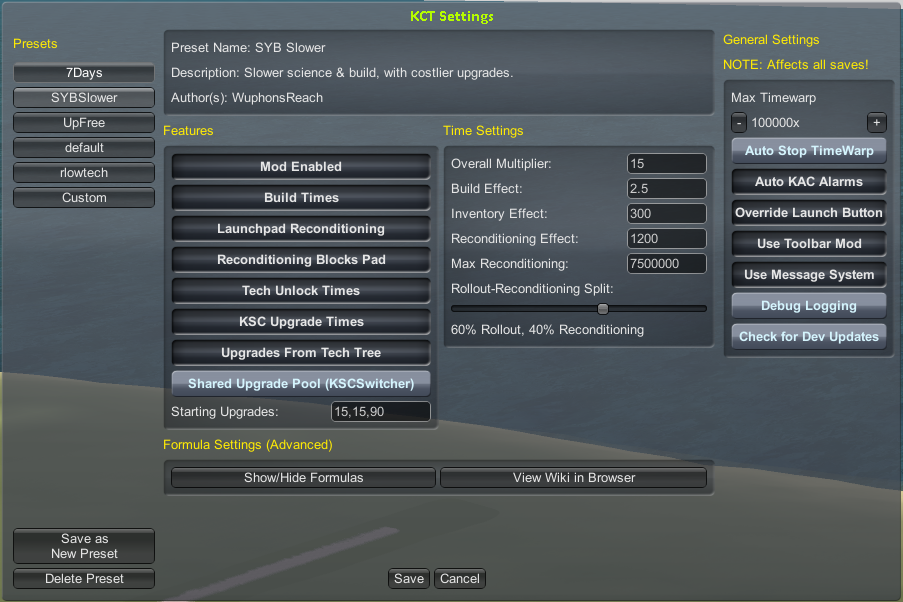 KCT Settings
Presets
7Days
SYBSlower
UpFree
default
rlowtech
Custom
Save as
New Preset
Delete Preset
Preset Name: SYB Slower
Description: Slower science & build, with costlier upgrades.
Author(s): WuphonsReach
Features
Mod Enabled
Build Times
Launchpad Reconditioning
Reconditioning Blocks Pad
Tech Unlock Times
KSC Upgrade Times
Upgrades From Tech Tree
Shared Upgrade Pool (KSCSwitcher)
Starting Upgrades: 15,15,90
Time Settings
Overall Multiplier: 15
Build Effect: 2.5
Inventory Effect: 300
Reconditioning Effect: 1200
Max Reconditioning: 7500000
Rollout-Reconditioning Split:
60% Rollout, 40% Reconditioning
Formula Settings (Advanced)
Show/Hide Formulas View Wiki in Browser
Save Cancel
General Settings
NOTE: Affects all saves!
Max Timewarp
- 100000x +
Auto Stop TimeWarp
Auto KAC Alarms
Override Launch Button
Use Toolbar Mod
Use Message System
Debug Logging
Check for Dev Updates